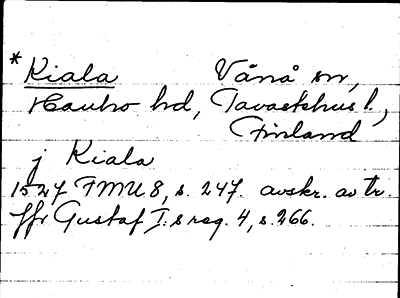 *Kiala Vånå sn,
Hauho hd, Tavastehus l.,
Finland
j Kiala
1527 FMU 8, s. 247. avskr. av tr.
ffr Gustaf I:s reg. 4, s. 266.